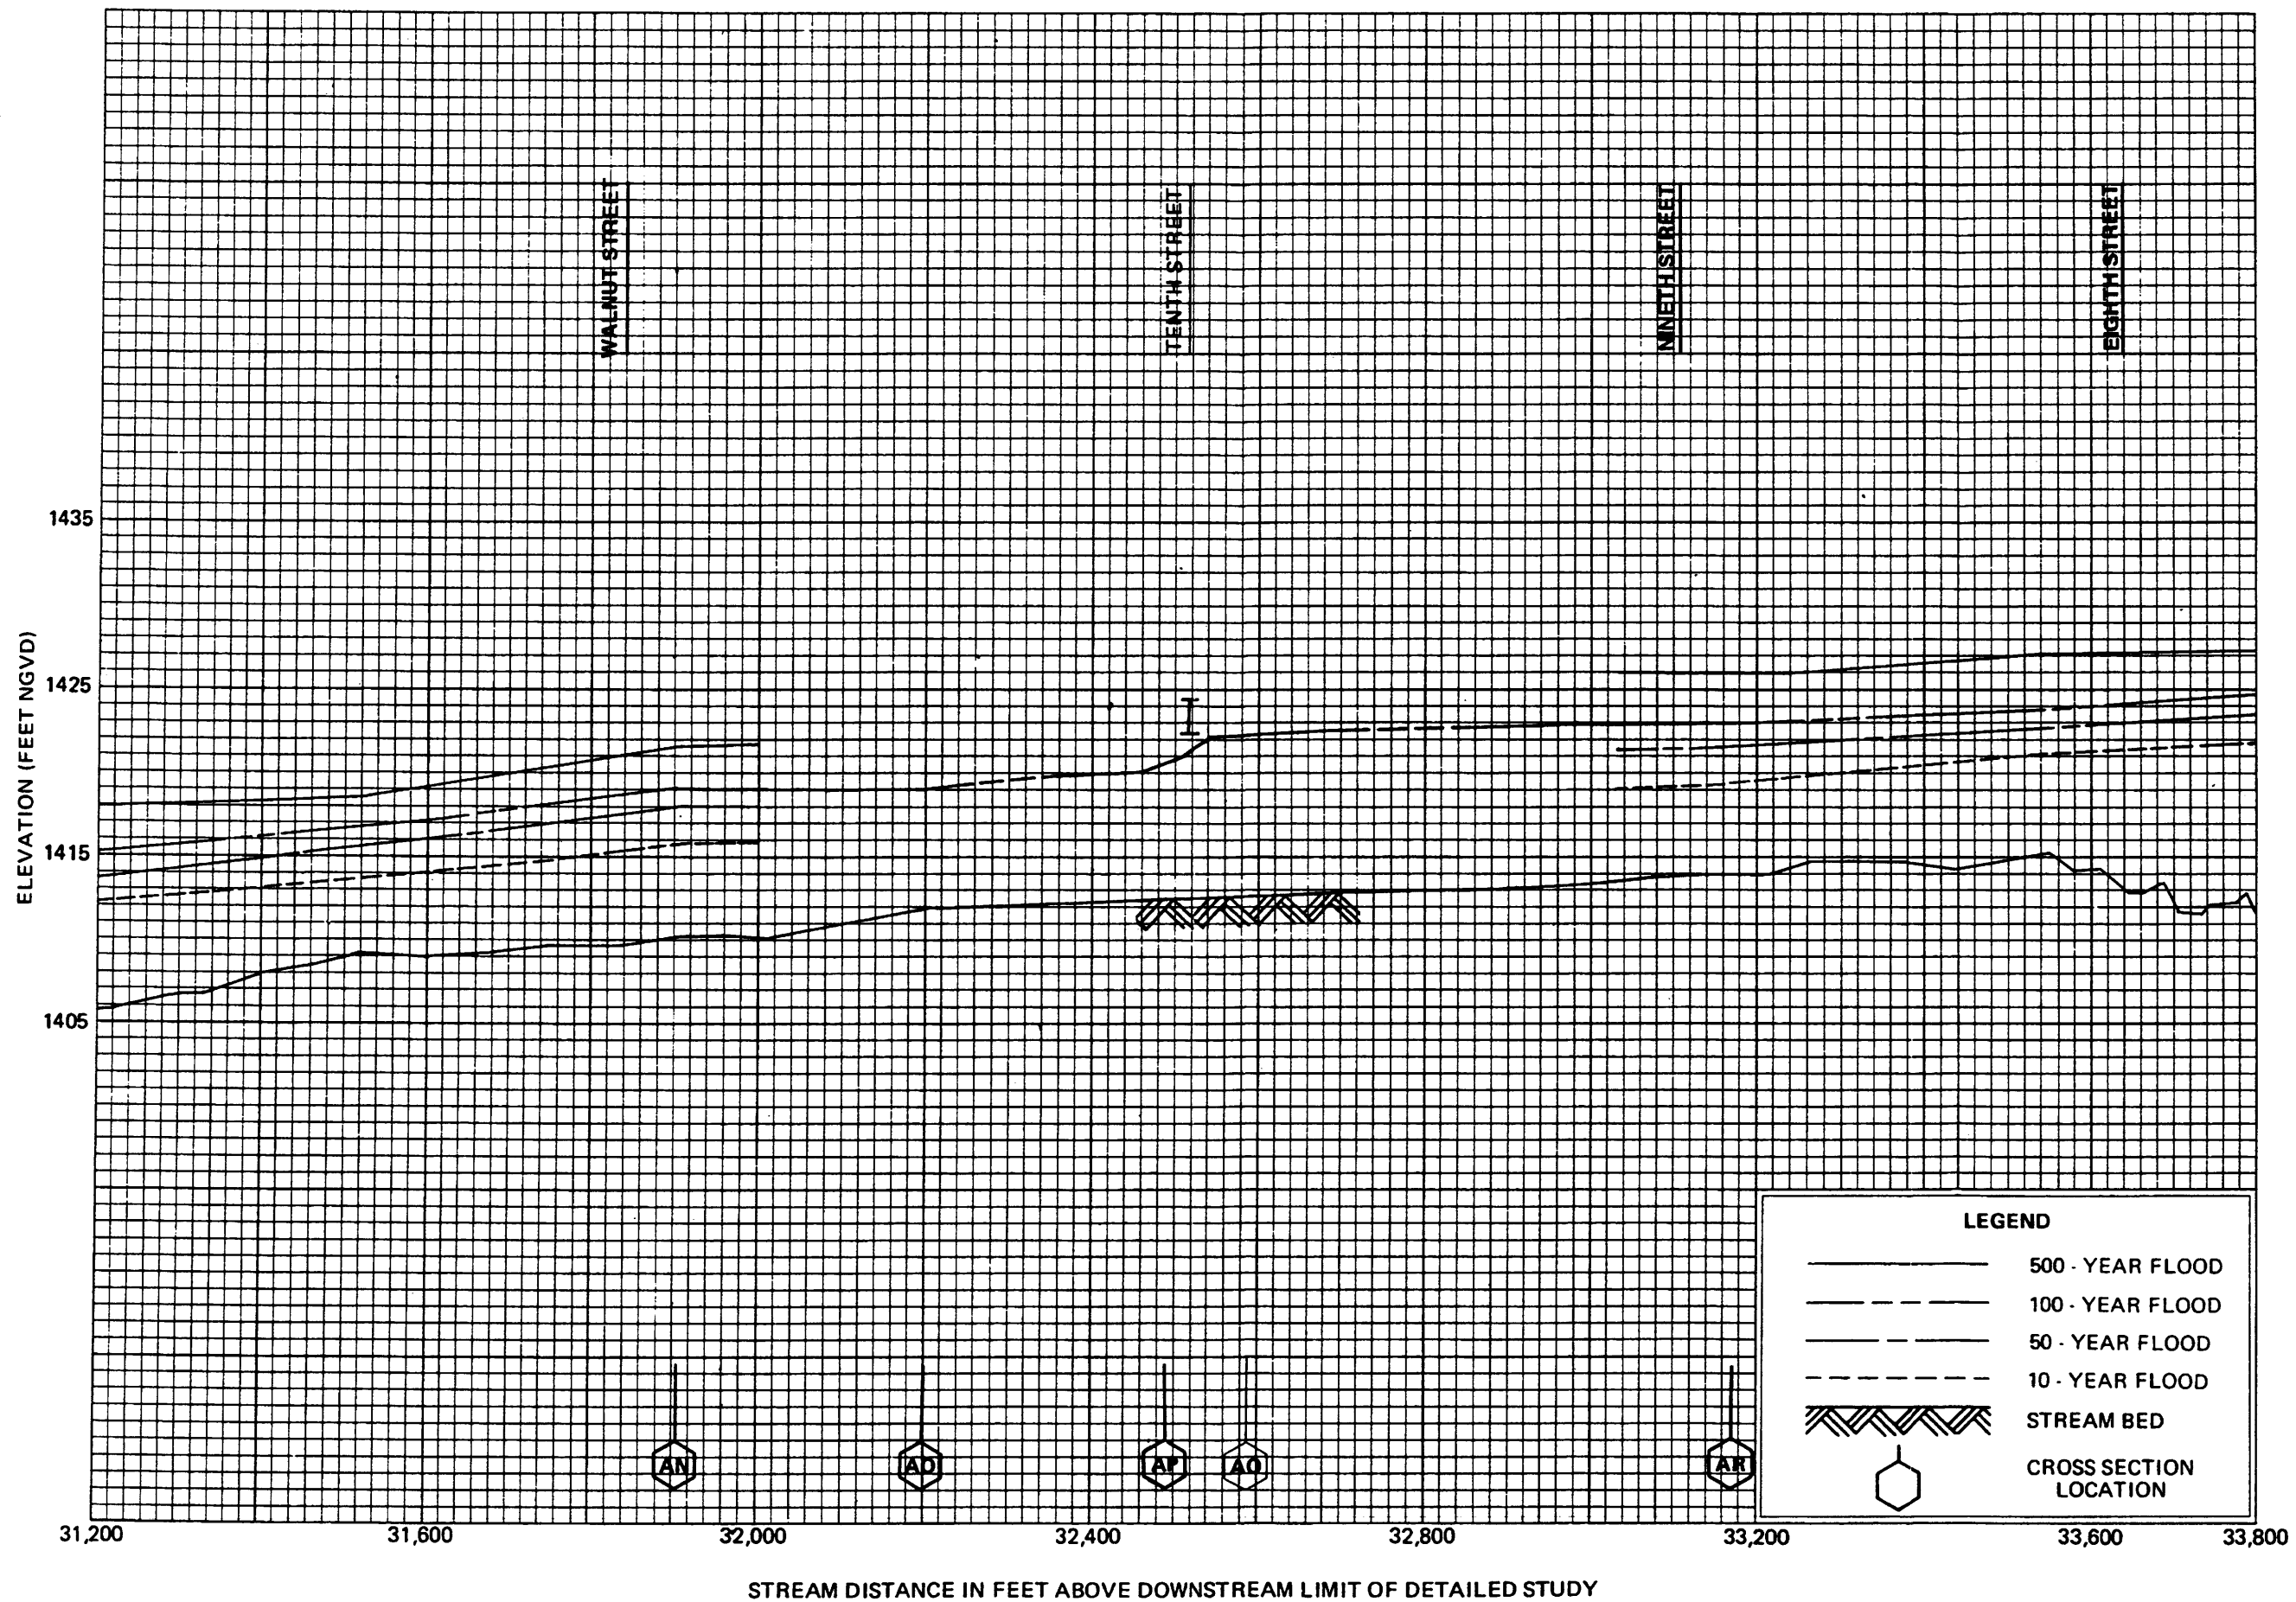 WALNUT STREET
TENTH STREET
NINETH STREET
EIGHTH STREET
1435
1425
1415
1405
ELEVATION (FEET NGVD)
LEGEND
500 - YEAR FLOOD
100 - YEAR FLOOD
50 - YEAR FLOOD
10 - YEAR FLOOD
STREAM BED
CROSS SECTION
LOCATION
AN
AO
AP
AQ
AR
31,200
31,600
32,000
32,400
32,800
33,200
33,600
33,800
STREAM DISTANCE IN FEET ABOVE DOWNSTREAM LIMIT OF DETAILED STUDY